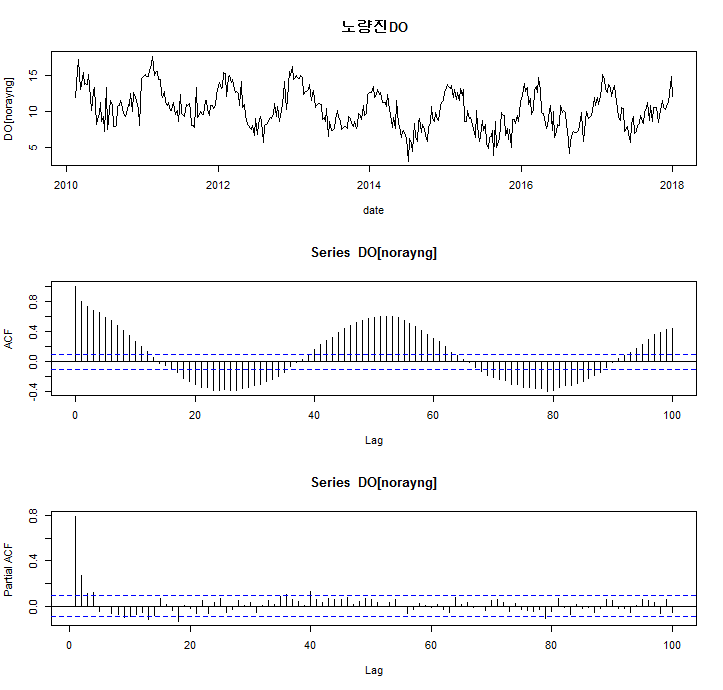 노량진DO
DO[norayng]
15
10
5
2010 2012 2014 2016 2018
date
Series DO[norayng]
ACF
0.8
0.4
0.0
-0.4
0 20 40 60 80 100
Lag
Series DO[norayng]
Partial ACF
0.8
0.4
0.0
0 20 40 60 80 100
Lag